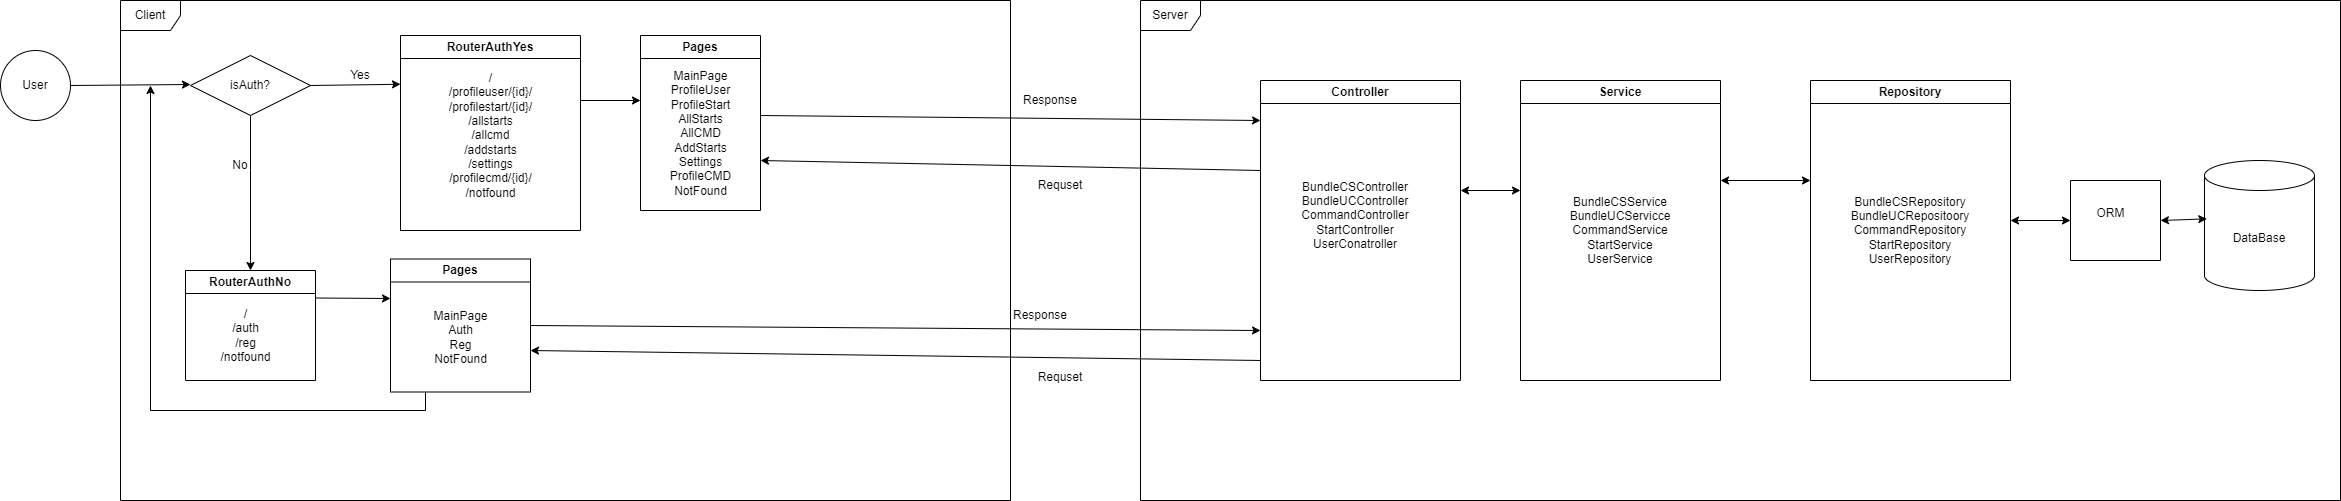 Client
User
isAuth?
Yes
No
RouterAuthYes
/
/profileuser/{id}/
/profilestart/{id}/
/allstarts
/allcmd
/addstarts
/settings
/profilecmd/{id}/
/notfound
Pages
MainPage
ProfileUser
ProfileStart
AllStarts
AllCMD
AddStarts
Settings
ProfileCMD
NotFound
RouterAuthNo
/
/auth
/reg
/notfound
Pages
MainPage
Auth
Reg
NotFound
Response
Requset
Response
Requset
Server
Controller
BundleCSController
BundleUCController
CommandController
StartController
UserConatroller
Service
BundleCSService
BundleUCServicce
CommandService
StartService
UserService
Repository
BundleCSRepository
BundleUCRepositoory
CommandRepository
StartRepository
UserRepository
ORM
DataBase